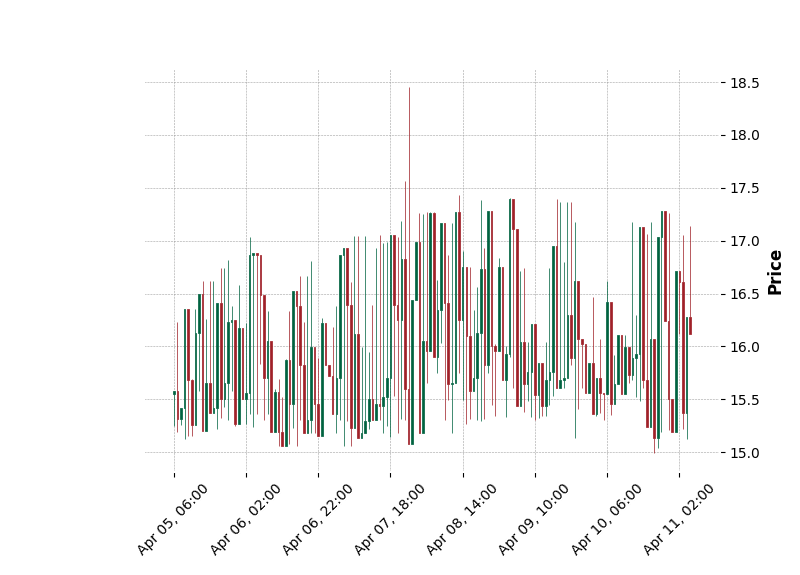 18.5
18.0
17.5
17.0
16.5
16.0
15.5
15.0
Price
Apr 05, 06:00
Apr 06, 02:00
Apr 06, 22:00
Apr 07, 18:00
Apr 08, 14:00
Apr 09, 10:00
Apr 10, 06:00
Apr 11, 02:00